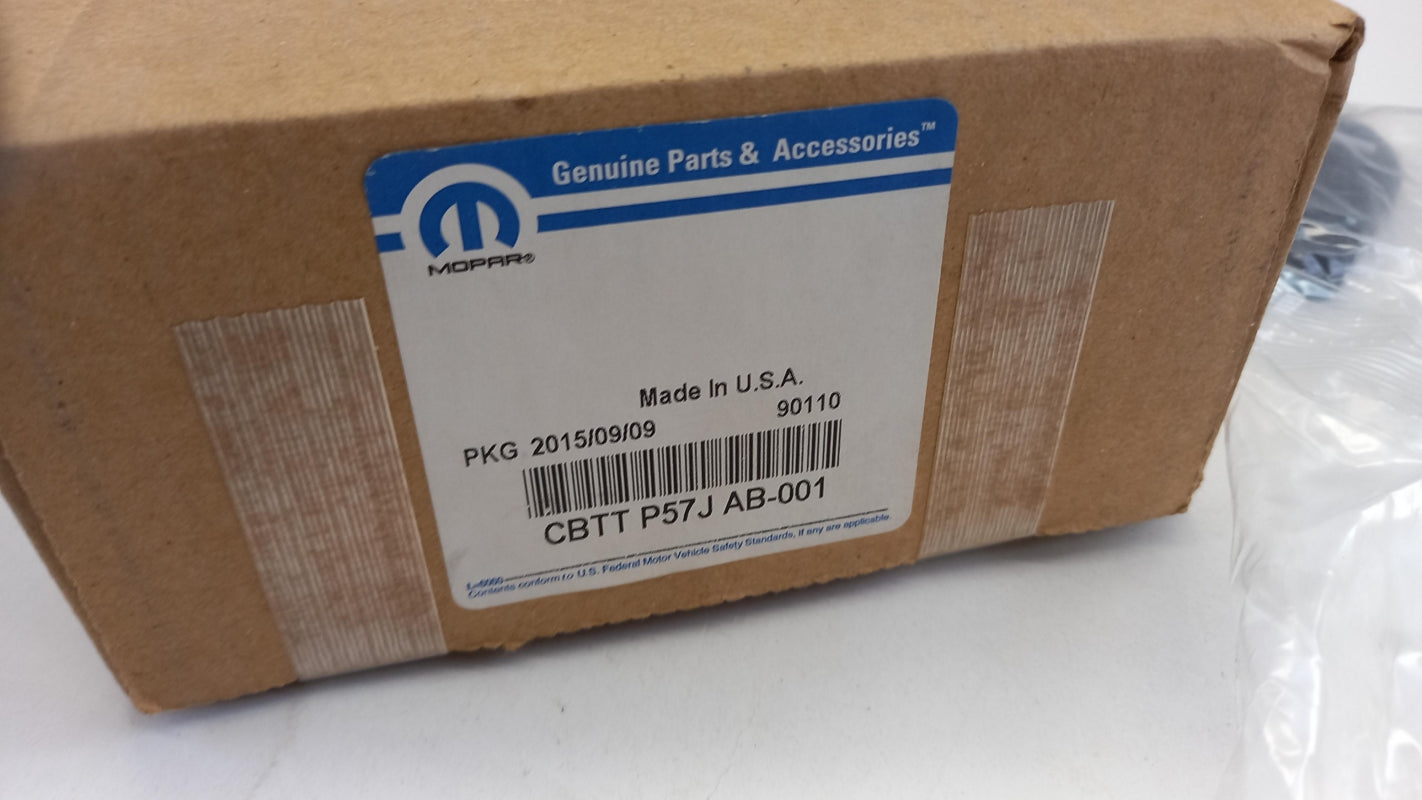 Genuine Parts & Accessories™
MOPAR®
Made In U.S.A.
PKG 2015/09/09 90110
CBTT P57J AB-001
Contents conform to U.S. Federal Motor Vehicle Safety Standards, if any are applicable.